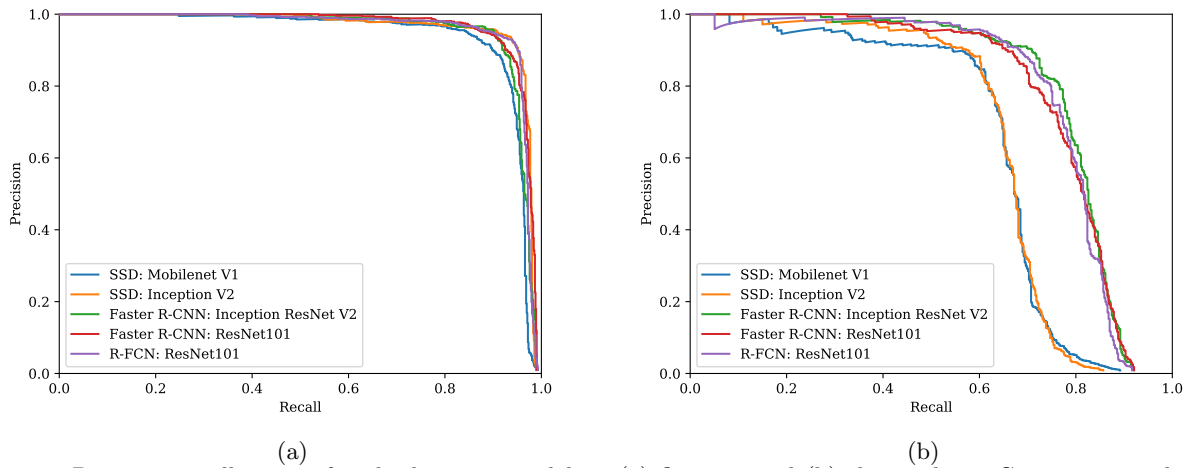 1.0
0.8
0.6
0.4
0.2
0.0
Precision
SSD: Mobilenet V1
SSD: Inception V2
Faster R-CNN: Inception ResNet V2
Faster R-CNN: ResNet101
R-FCN: ResNet101
0.0 0.2 0.4 0.6 0.8 1.0
Recall
(a)
1.0
0.8
0.6
0.4
0.2
0.0
Precision
SSD: Mobilenet V1
SSD: Inception V2
Faster R-CNN: Inception ResNet V2
Faster R-CNN: ResNet101
R-FCN: ResNet101
0.0 0.2 0.4 0.6 0.8 1.0
Recall
(b)